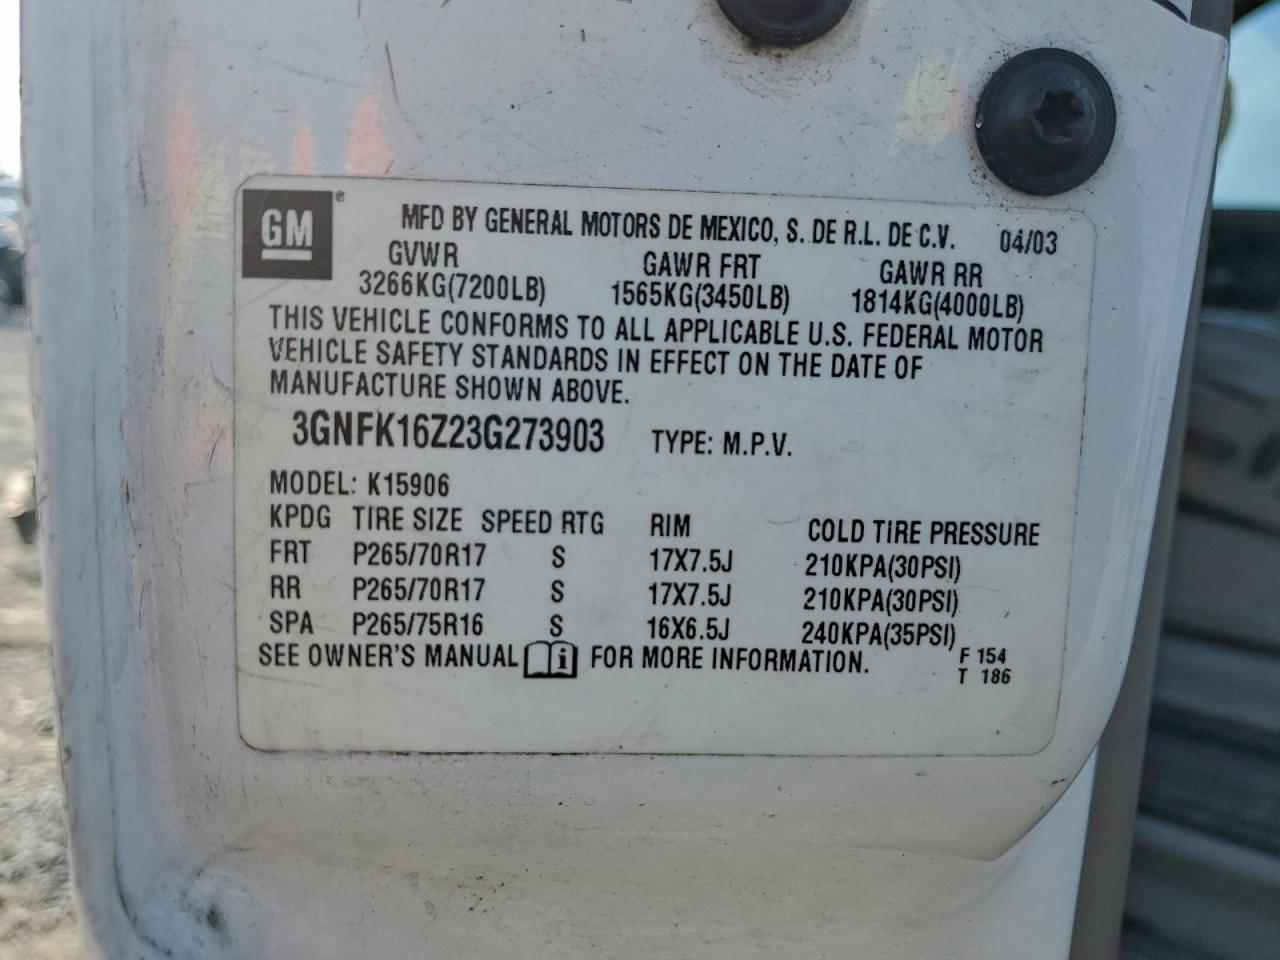 GM ®
MFD BY GENERAL MOTORS DE MEXICO, S. DE R.L. DE C.V. 04/03
GVWR GAWR FRT GAWR RR
3266KG(7200LB) 1565KG(3450LB) 1814KG(4000LB)
THIS VEHICLE CONFORMS TO ALL APPLICABLE U.S. FEDERAL MOTOR
VEHICLE SAFETY STANDARDS IN EFFECT ON THE DATE OF
MANUFACTURE SHOWN ABOVE.
3GNFK16Z23G273903 TYPE: M.P.V.
MODEL: K15906
KPDG TIRE SIZE SPEED RTG RIM COLD TIRE PRESSURE
FRT P265/70R17 S 17X7.5J 210KPA(30PSI)
RR P265/70R17 S 17X7.5J 210KPA(30PSI)
SPA P265/75R16 S 16X6.5J 240KPA(35PSI)
SEE OWNER'S MANUAL i FOR MORE INFORMATION. F 154
T 186